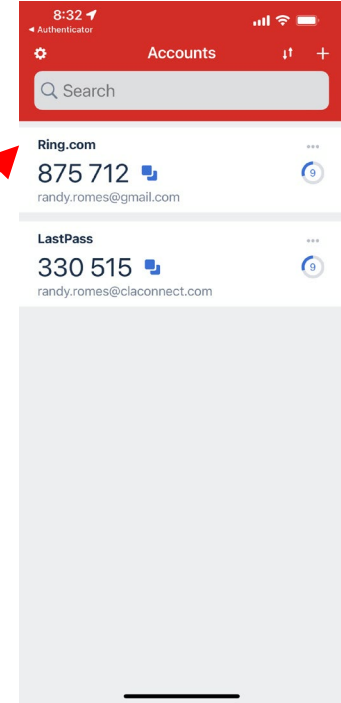 8:32
◀ Authenticator
Accounts
Search
Ring.com
875 712
9
randy.romes@gmail.com
LastPass
330 515
9
randy.romes@claconnect.com